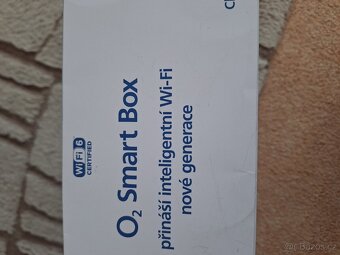 WiFi 6
CERTIFIED
O₂ Smart Box
přináší inteligentní Wi-Fi
nové generace